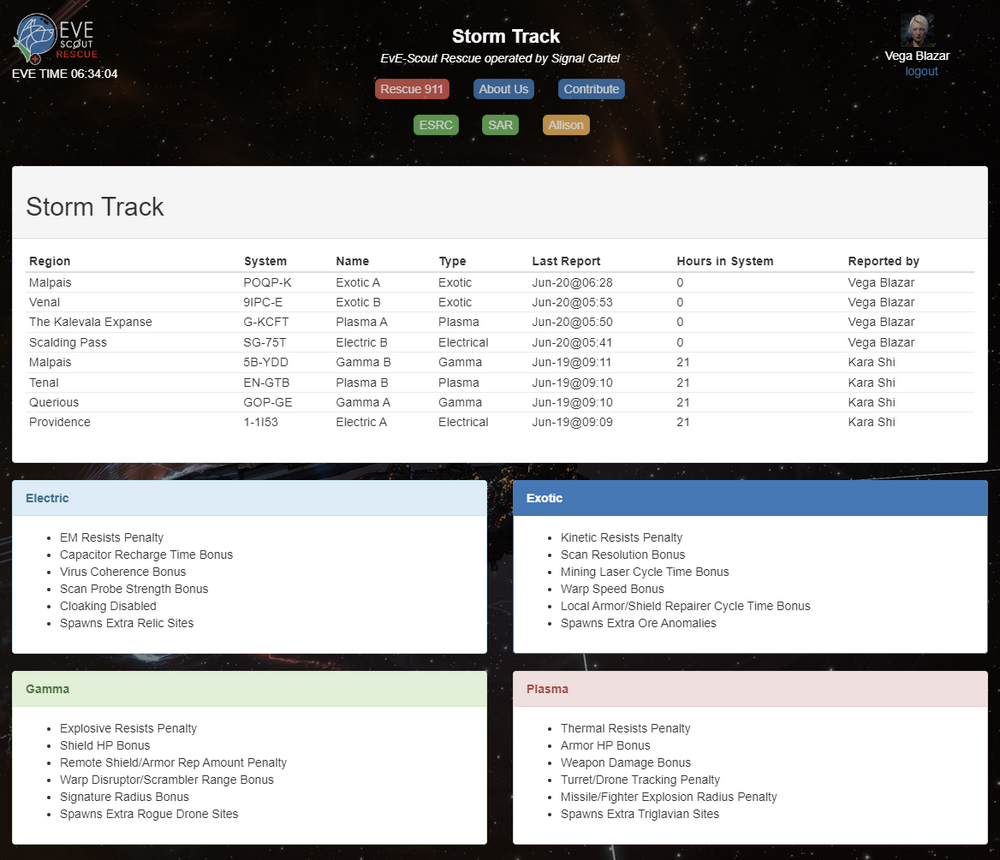 EVE
SCOUT
RESCUE
EVE TIME 06:34:04
Storm Track
EvE-Scout Rescue operated by Signal Cartel
Rescue 911 About Us Contribute
ESRC SAR Allison
Vega Blazar
logout
Storm Track
Region System Name Type Last Report Hours in System Reported by
Malpais POQP-K Exotic A Exotic Jun-20@06:28 0 Vega Blazar
Venal 9IPC-E Exotic B Exotic Jun-20@05:53 0 Vega Blazar
The Kalevala Expanse G-KCFT Plasma A Plasma Jun-20@05:50 0 Vega Blazar
Scalding Pass SG-75T Electric B Electrical Jun-20@05:41 0 Vega Blazar
Malpais 5B-YDD Gamma B Gamma Jun-19@09:11 21 Kara Shi
Tenal EN-GTB Plasma B Plasma Jun-19@09:10 21 Kara Shi
Querious GOP-GE Gamma A Gamma Jun-19@09:10 21 Kara Shi
Providence 1-1I53 Electric A Electrical Jun-19@09:09 21 Kara Shi
Electric
• EM Resists Penalty
• Capacitor Recharge Time Bonus
• Virus Coherence Bonus
• Scan Probe Strength Bonus
• Cloaking Disabled
• Spawns Extra Relic Sites
Exotic
• Kinetic Resists Penalty
• Scan Resolution Bonus
• Mining Laser Cycle Time Bonus
• Warp Speed Bonus
• Local Armor/Shield Repairer Cycle Time Bonus
• Spawns Extra Ore Anomalies
Gamma
• Explosive Resists Penalty
• Shield HP Bonus
• Remote Shield/Armor Rep Amount Penalty
• Warp Disruptor/Scrambler Range Bonus
• Signature Radius Bonus
• Spawns Extra Rogue Drone Sites
Plasma
• Thermal Resists Penalty
• Armor HP Bonus
• Weapon Damage Bonus
• Turret/Drone Tracking Penalty
• Missile/Fighter Explosion Radius Penalty
• Spawns Extra Triglavian Sites